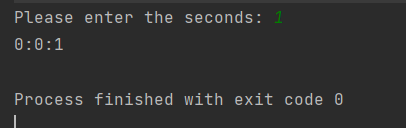 Please enter the seconds: 1
0:0:1
Process finished with exit code 0